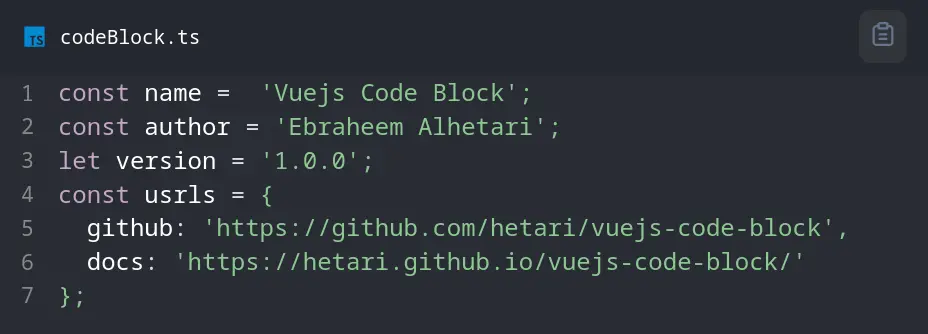 TS codeBlock.ts
1 const name =  'Vuejs Code Block';
2 const author = 'Ebraheem Alhetari';
3 let version = '1.0.0';
4 const usrls = {
5   github: 'https://github.com/hetari/vuejs-code-block',
6   docs: 'https://hetari.github.io/vuejs-code-block/'
7 };